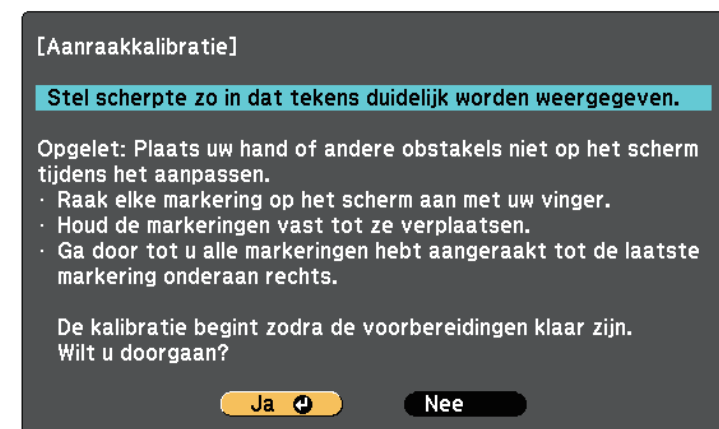 [Aanraakkalibratie]
Stel scherpte zo in dat tekens duidelijk worden weergegeven.
Opgelet: Plaats uw hand of andere obstakels niet op het scherm
tijdens het aanpassen.
· Raak elke markering op het scherm aan met uw vinger.
· Houd de markeringen vast tot ze verplaatsen.
· Ga door tot u alle markeringen hebt aangeraakt tot de laatste
markering onderaan rechts.
De kalibratie begint zodra de voorbereidingen klaar zijn.
Wilt u doorgaan?
Ja Nee